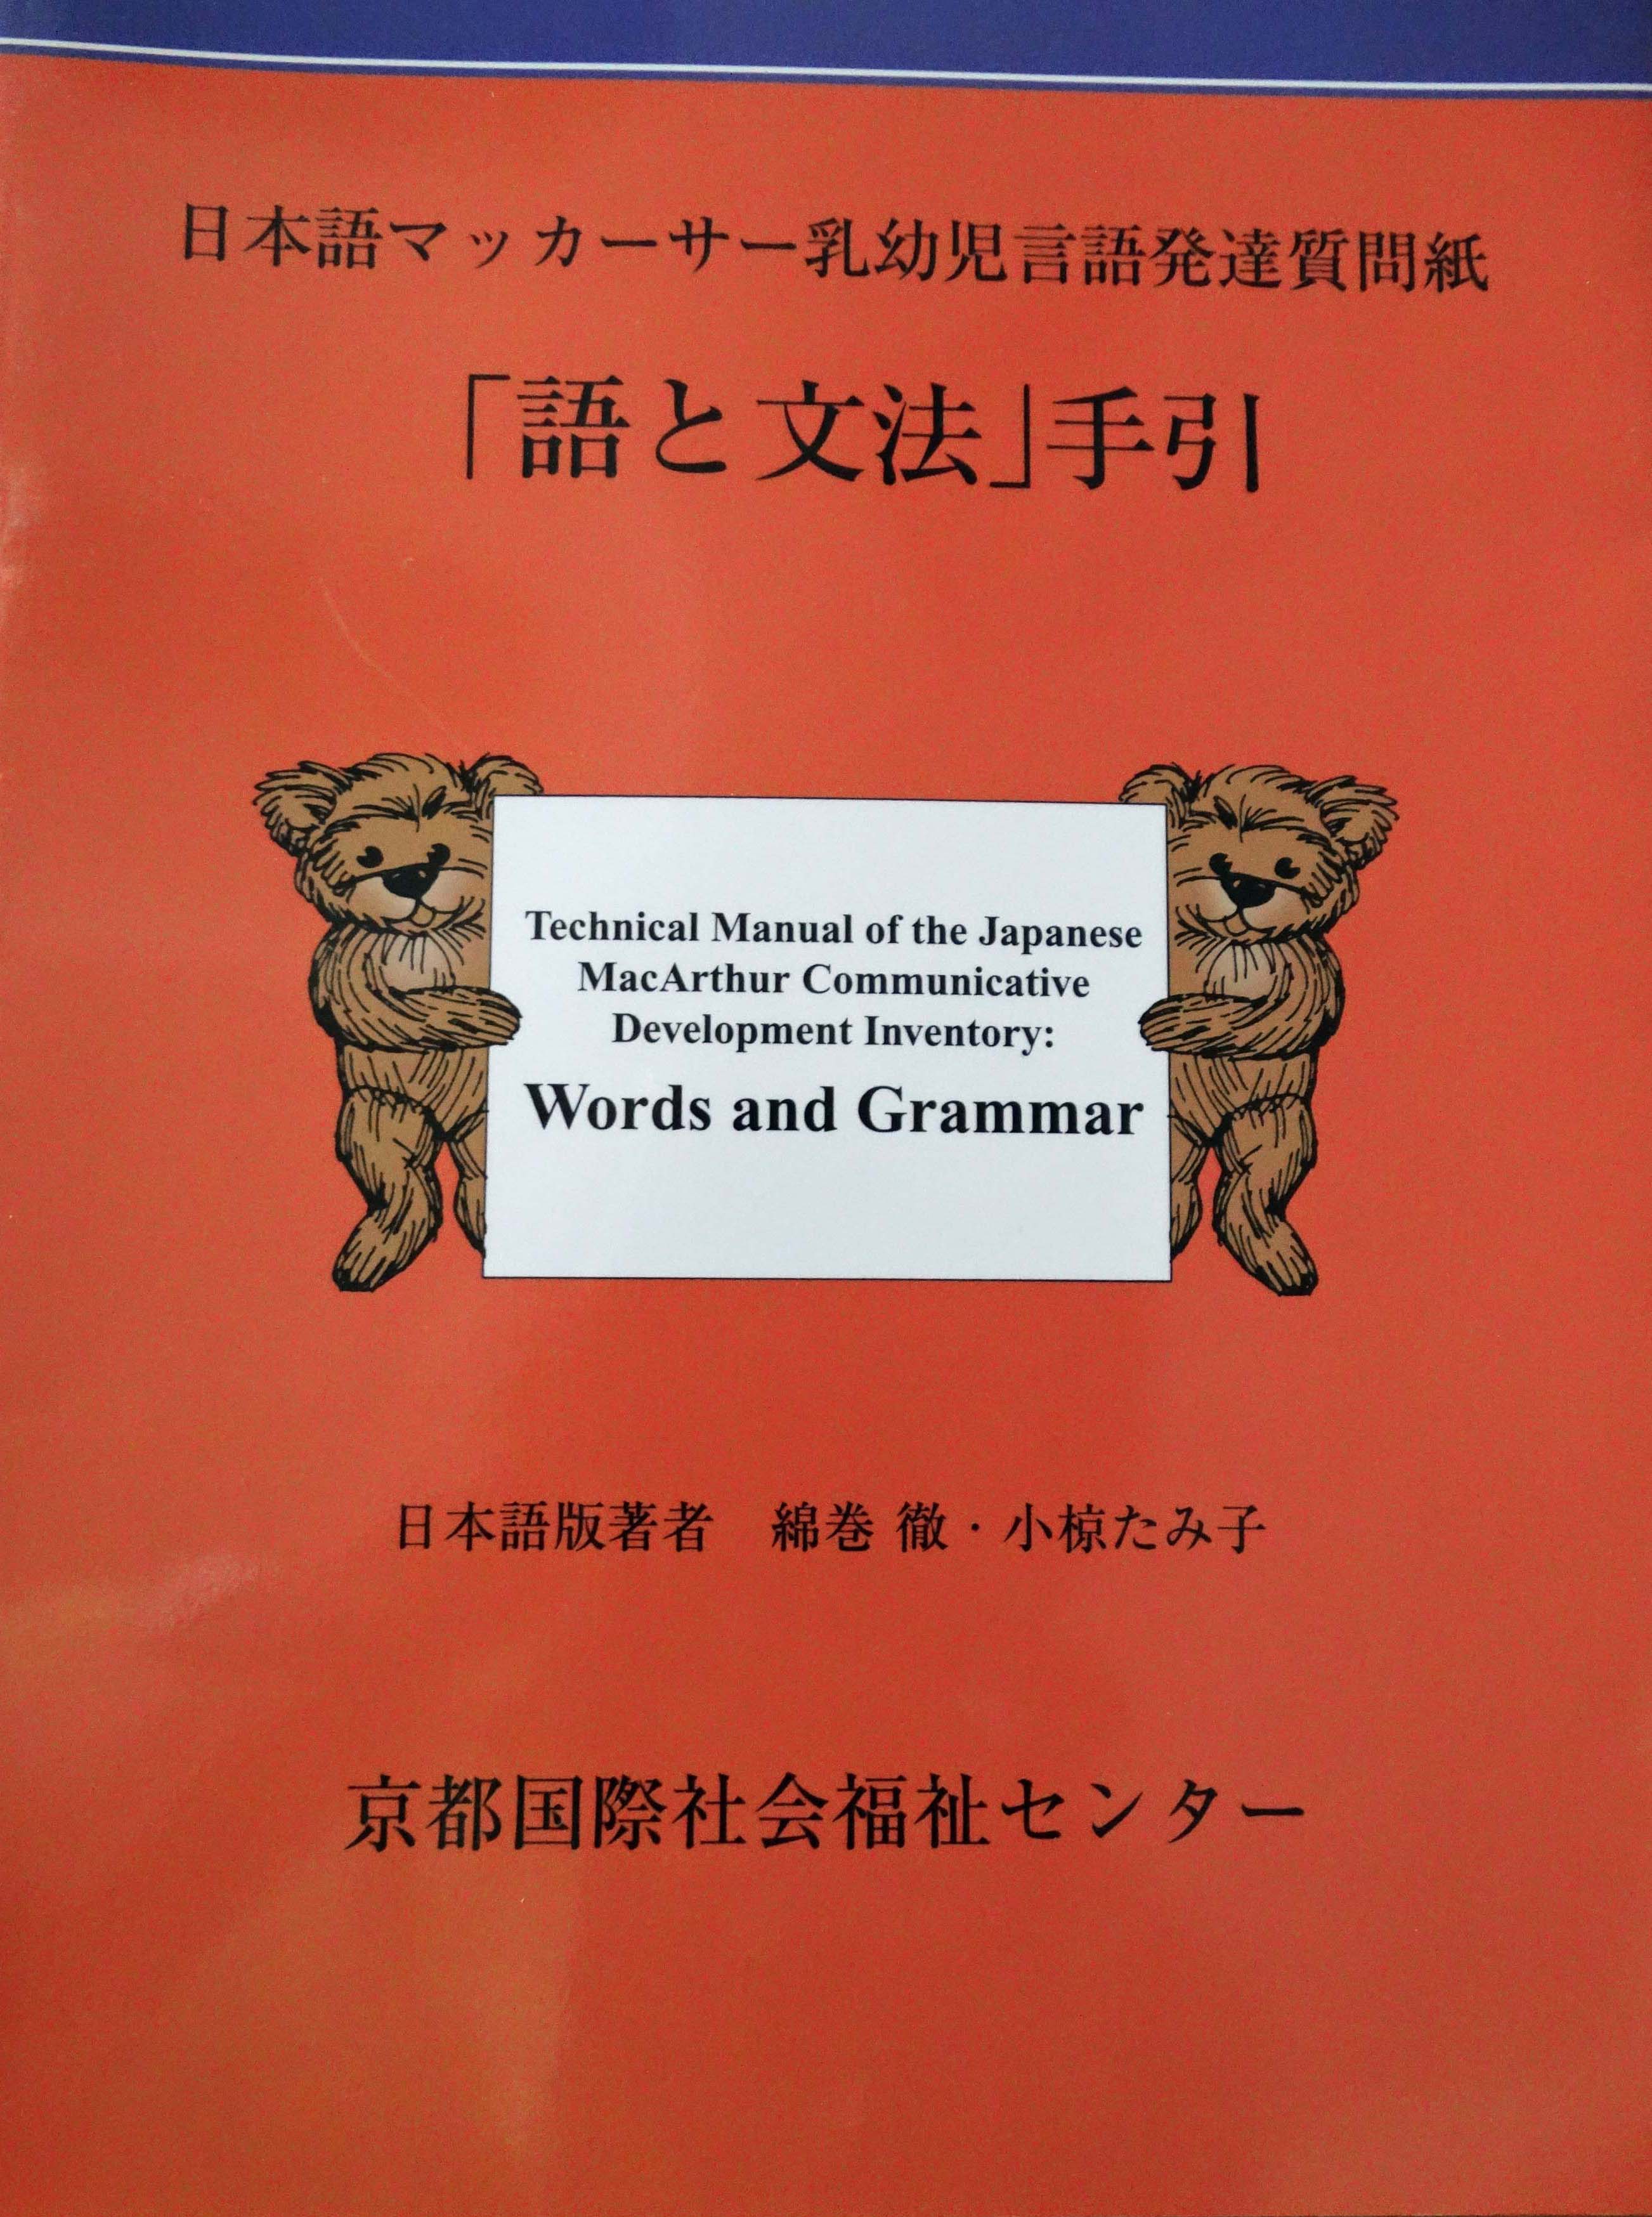 日本語マッカーサー乳幼児言語発達質問紙
「語と文法」手引
Technical Manual of the Japanese
MacArthur Communicative
Development Inventory:
Words and Grammar
日本語版著者　綿巻 徹・小椋たみ子
京都国際社会福祉センター